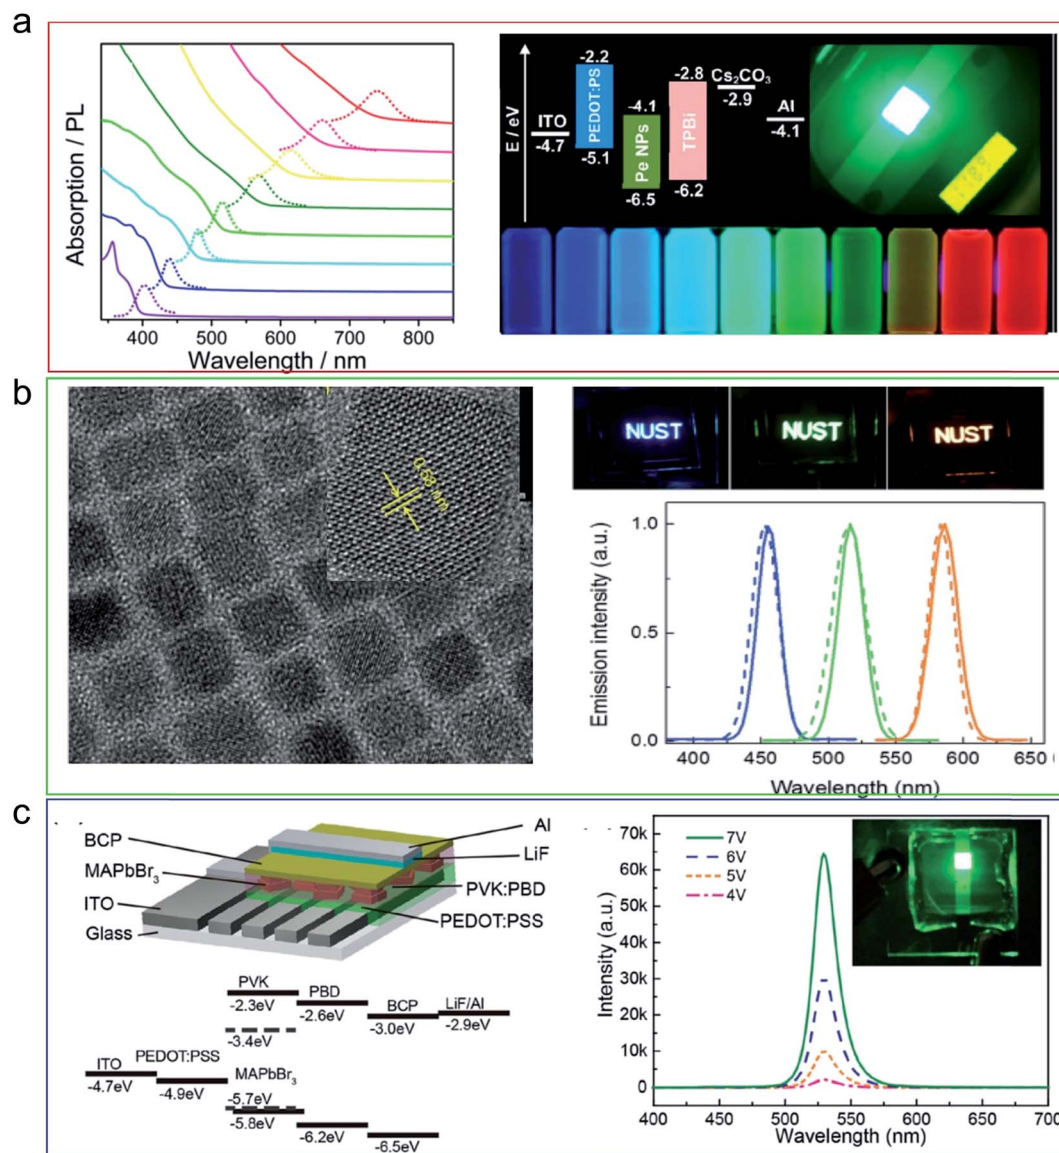 a
Absorption / PL
400 500 600 700 800
Wavelength / nm
E / eV
ITO
-4.7
-2.2
PEDOT:PS
-5.1
-4.1
Pe NPs
-6.5
-2.8
TPBi
-6.2
Cs₂CO₃
-2.9
Al
-4.1
b
0.58 nm
NUST
NUST
NUST
Emission intensity (a.u.)
1.0
0.5
0.0
400 450 500 550 600 650
Wavelength (nm)
c
BCP
MAPbBr₃
ITO
Glass
Al
LiF
PVK:PBD
PEDOT:PSS
PVK
-2.3eV
PBD
-2.6eV
BCP
-3.0eV
LiF/Al
-2.9eV
-3.4eV
ITO
-4.7eV
PEDOT:PSS
-4.9eV
MAPbBr₃
-5.7eV
-5.8eV
-6.2eV
-6.5eV
Intensity (a.u.)
70k
60k
50k
40k
30k
20k
10k
0
7V
6V
5V
4V
400 450 500 550 600 650 700
Wavelength (nm)